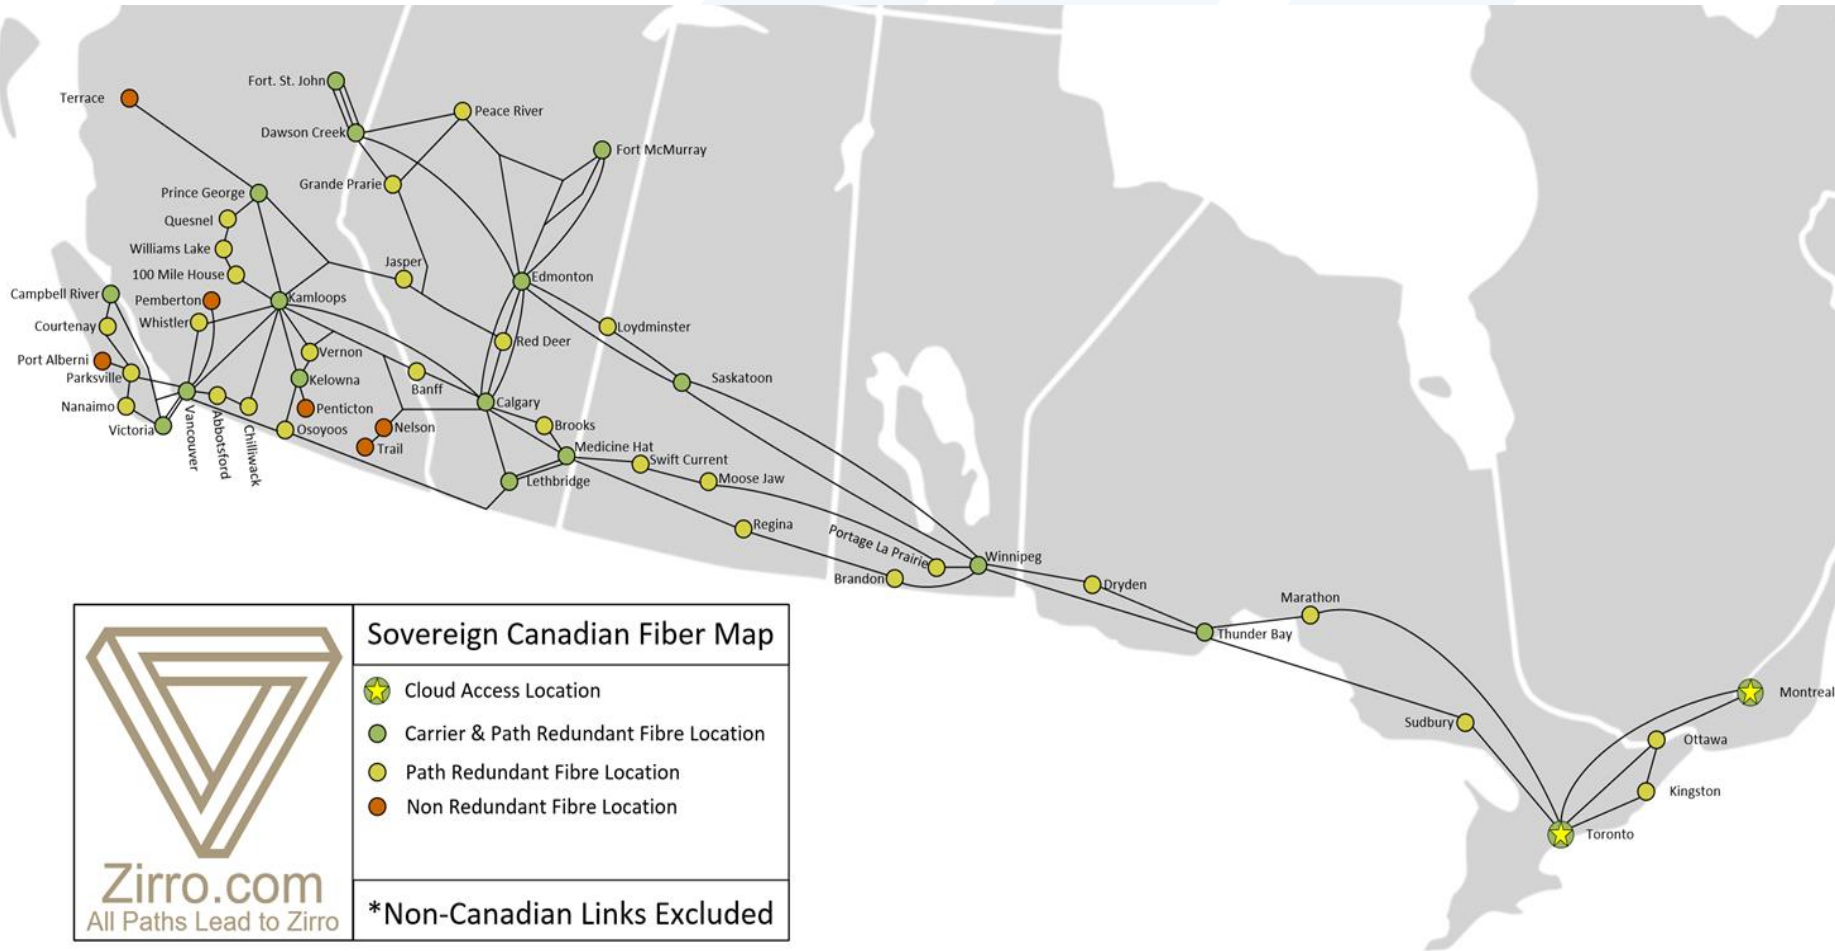 Fort. St. John
Terrace
Peace River
Dawson Creek
Fort McMurray
Grande Prarie
Prince George
Quesnel
Williams Lake
Jasper
100 Mile House
Edmonton
Campbell River
Pemberton
Kamloops
Whistler
Courtenay
Loydminster
Red Deer
Vernon
Port Alberni
Parksville
Kelowna
Banff
Saskatoon
Nanaimo
Penticton
Calgary
Victoria
Vancouver
Abbotsford
Chilliwack
Osoyoos
Nelson
Trail
Brooks
Medicine Hat
Swift Current
Lethbridge
Moose Jaw
Regina
Portage La Prairie
Winnipeg
Brandon
Dryden
Marathon
Thunder Bay
Montreal
Sudbury
Ottawa
Kingston
Toronto
Sovereign Canadian Fiber Map
Cloud Access Location
Carrier & Path Redundant Fibre Location
Path Redundant Fibre Location
Non Redundant Fibre Location
*Non-Canadian Links Excluded
Zirro.com
All Paths Lead to Zirro